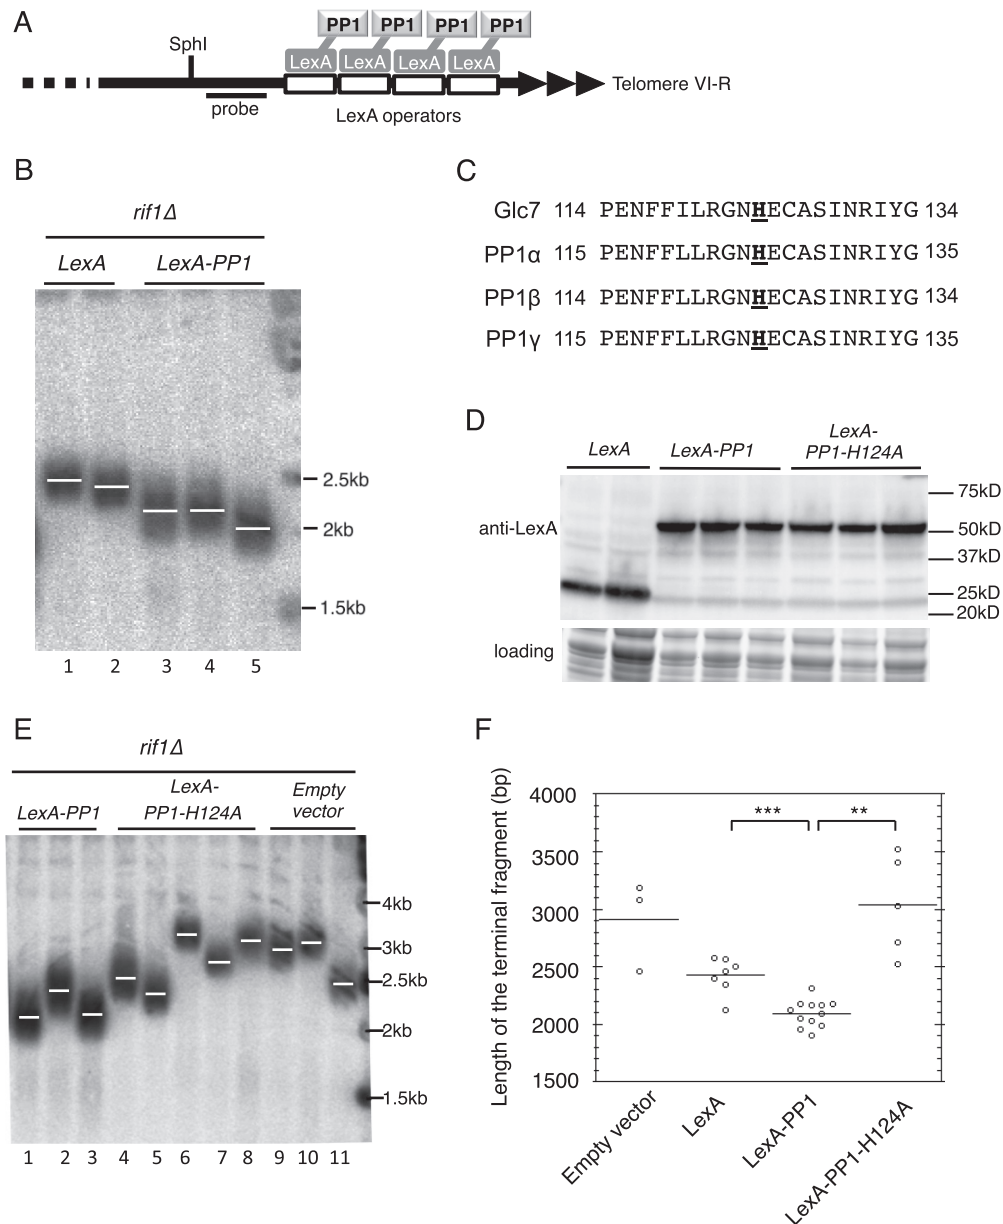 A
PP1 PP1 PP1 PP1
SphI
LexA LexA LexA LexA
Telomere VI-R
probe
LexA operators
B
rif1Δ
LexA LexA-PP1
2.5kb
2kb
1.5kb
1 2 3 4 5
C
Glc7 114 PENFFILRGNHECASINRIYG 134
PP1α 115 PENFFLLRGNHECASINRIYG 135
PP1β 114 PENFFLLRGNHECASINRIYG 134
PP1γ 115 PENFFLLRGNHECASINRIYG 135
D
LexA LexA-PP1 LexA-
PP1-H124A
anti-LexA
75kD
50kD
37kD
25kD
20kD
loading
E
rif1Δ
LexA-PP1 LexA-
PP1-H124A Empty
vector
4kb
3kb
2.5kb
2kb
1.5kb
1 2 3 4 5 6 7 8 9 10 11
F
Length of the terminal fragment (bp)
4000
3500
3000
2500
2000
1500
*** **
Empty vector
LexA
LexA-PP1
LexA-PP1-H124A